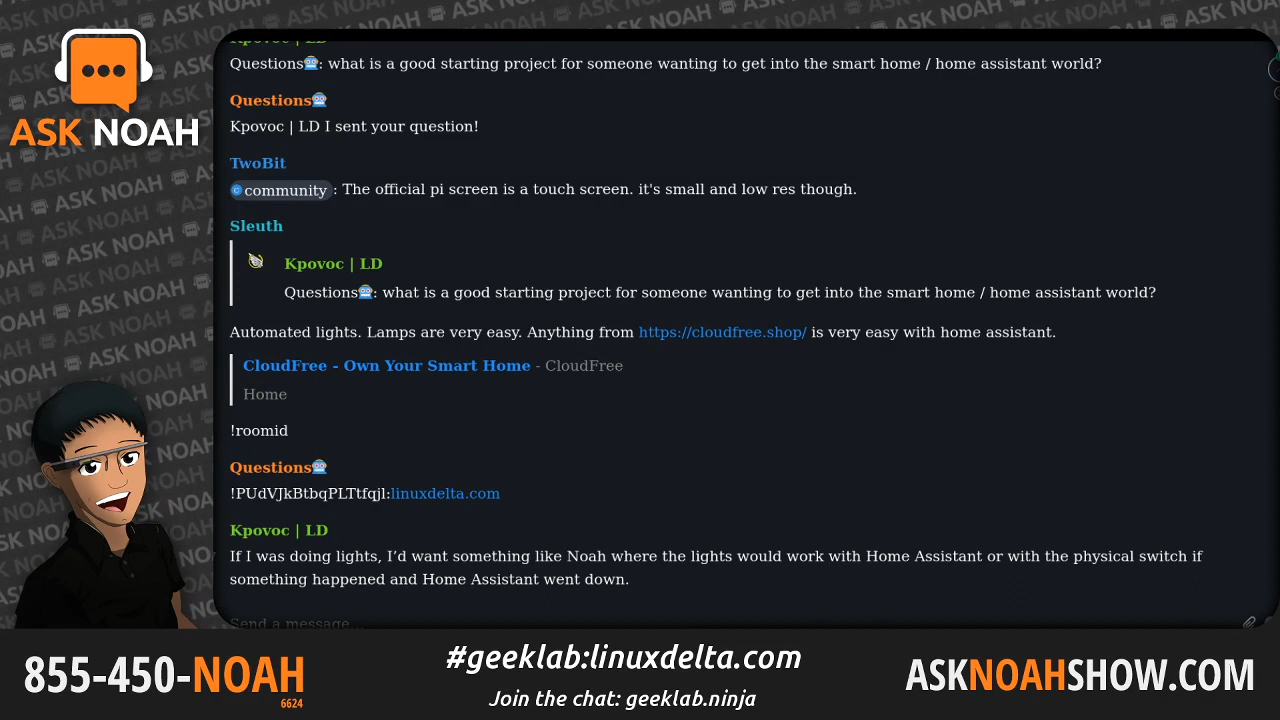 ASK NOAH
Kpovoc | LD
Questions🤖: what is a good starting project for someone wanting to get into the smart home / home assistant world?
Questions🤖
Kpovoc | LD I sent your question!
TwoBit
community: The official pi screen is a touch screen. it's small and low res though.
Sleuth
Kpovoc | LD
Questions🤖: what is a good starting project for someone wanting to get into the smart home / home assistant world?
Automated lights. Lamps are very easy. Anything from https://cloudfree.shop/ is very easy with home assistant.
CloudFree - Own Your Smart Home - CloudFree
Home
!roomid
Questions🤖
!PUdVJkBtbqPLTtfqjl:linuxdelta.com
Kpovoc | LD
If I was doing lights, I’d want something like Noah where the lights would work with Home Assistant or with the physical switch if
something happened and Home Assistant went down.
Send a message...
855-450-NOAH
6624
#geeklab:linuxdelta.com
Join the chat: geeklab.ninja
ASKNOAHSHOW.COM